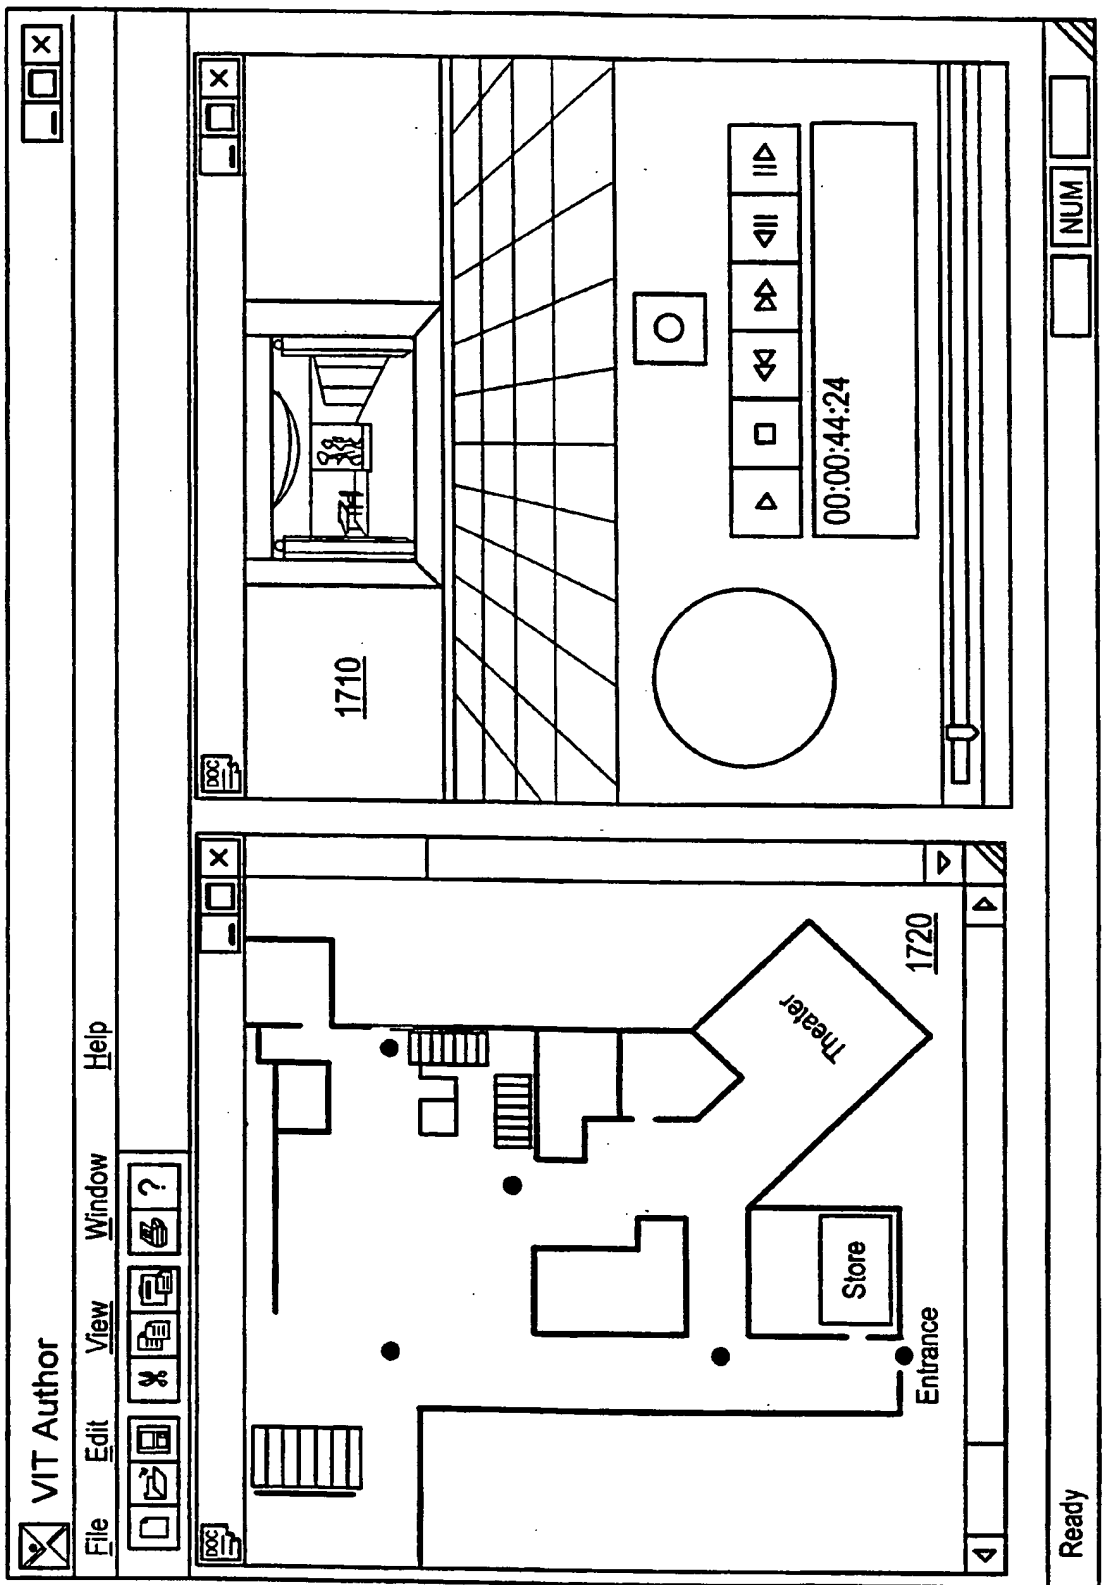 VIT Author
File Edit View Window Help
?
DOC
DOC
1710
Theater
Store
Entrance
1720
00:00:44:24
Ready
NUM